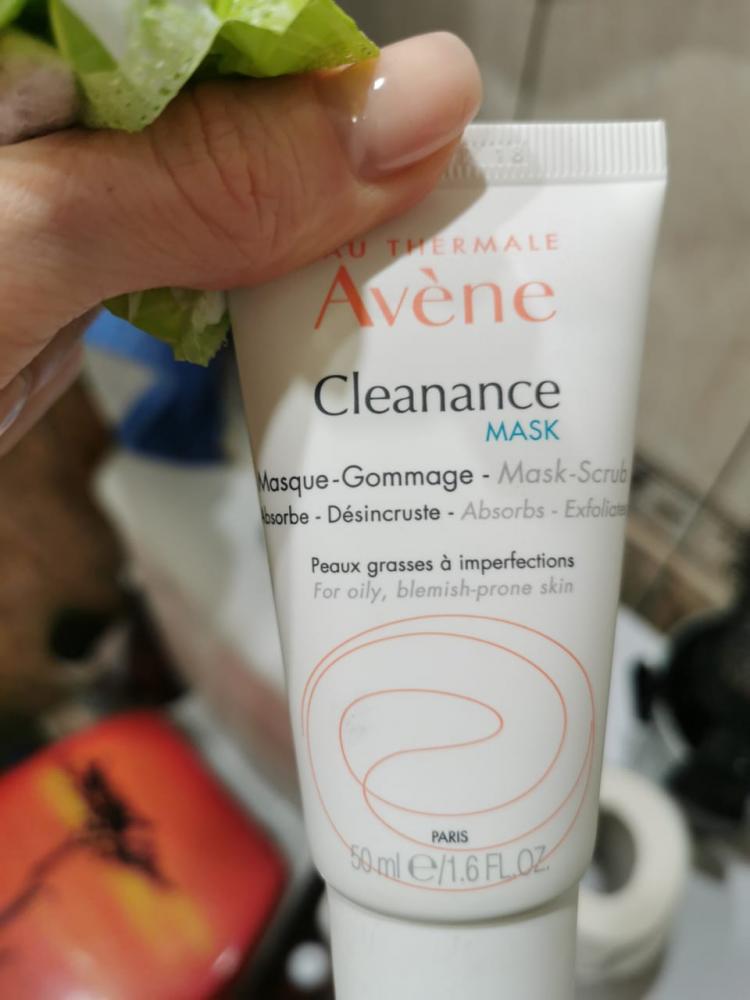 AU THERMALE
Avène
Cleanance
MASK
Masque-Gommage - Mask-Scrub
Absorbe - Désincruste - Absorbs - Exfoliates
Peaux grasses à imperfections
For oily, blemish-prone skin
PARIS
50 ml e/1.6 FL.OZ.